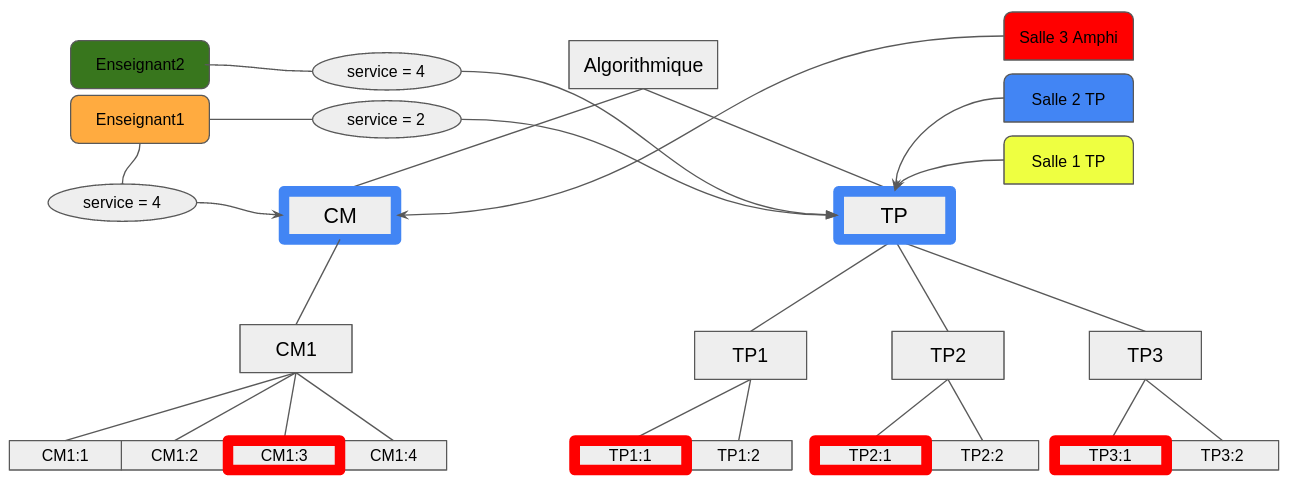 Enseignant2
service = 4
Algorithmique
Salle 3 Amphi
Enseignant1
service = 2
Salle 2 TP
Salle 1 TP
service = 4
CM
TP
CM1
TP1
TP2
TP3
CM1:1
CM1:2
CM1:3
CM1:4
TP1:1
TP1:2
TP2:1
TP2:2
TP3:1
TP3:2